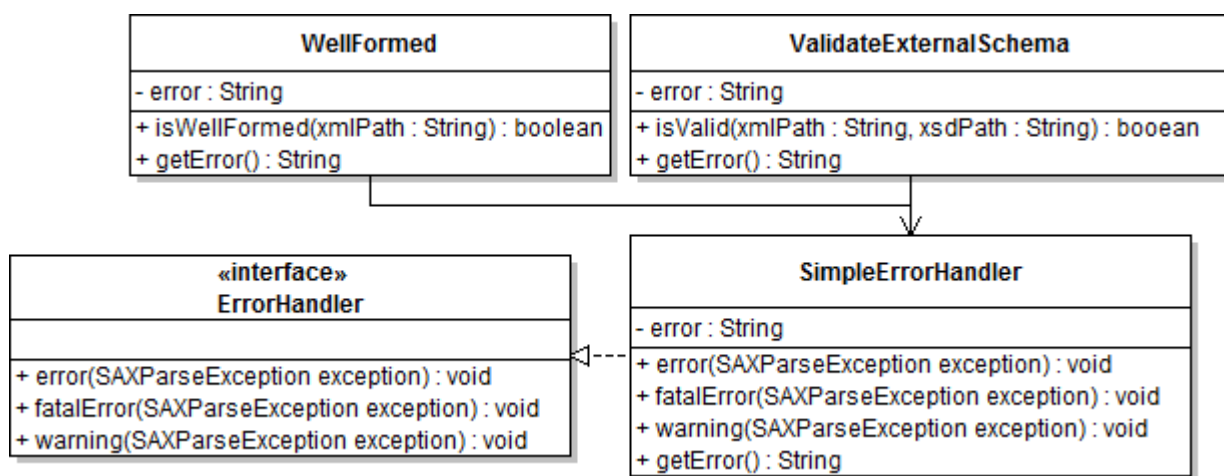 WellFormed
- error : String
+ isWellFormed(xmlPath : String) : boolean
+ getError() : String
ValidateExternalSchema
- error : String
+ isValid(xmlPath : String, xsdPath : String) : booean
+ getError() : String
«interface»
ErrorHandler
+ error(SAXParseException exception) : void
+ fatalError(SAXParseException exception) : void
+ warning(SAXParseException exception) : void
SimpleErrorHandler
- error : String
+ error(SAXParseException exception) : void
+ fatalError(SAXParseException exception) : void
+ warning(SAXParseException exception) : void
+ getError() : String